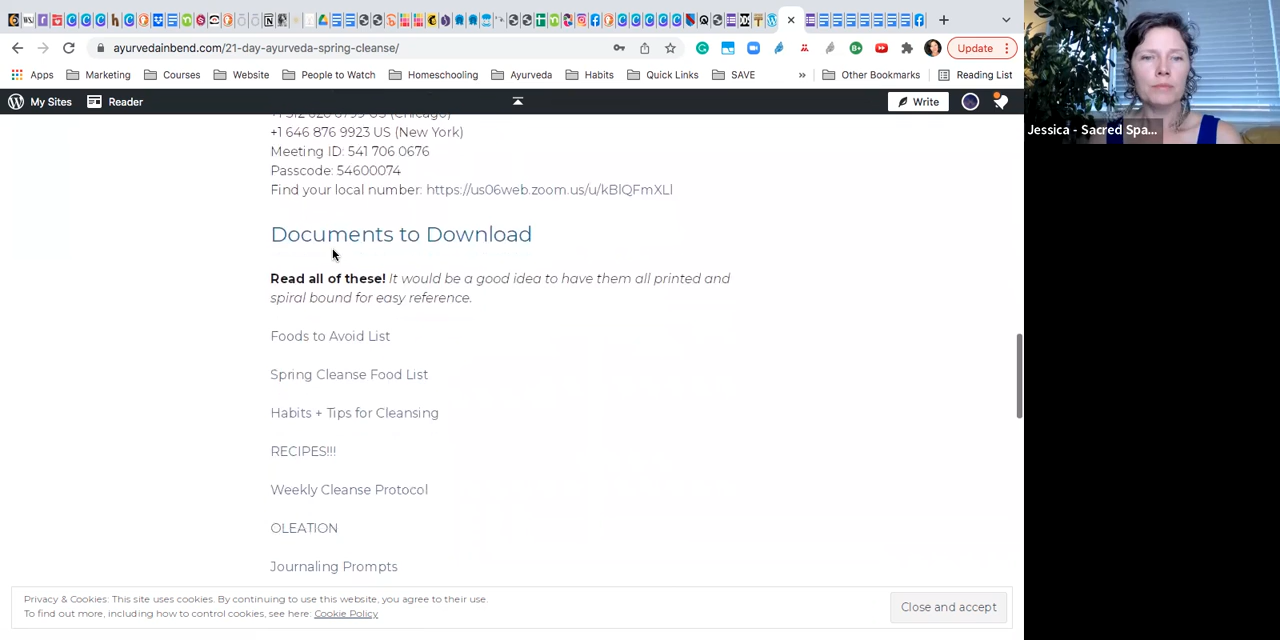 ayurvedainbend.com/21-day-ayurveda-spring-cleanse/
Update
Apps
Marketing
Courses
Website
People to Watch
Homeschooling
Ayurveda
Habits
Quick Links
SAVE
»
Other Bookmarks
Reading List
My Sites
Reader
Write
Jessica - Sacred Spa...
+1 646 876 9923 US (New York)
Meeting ID: 541 706 0676
Passcode: 54600074
Find your local number: https://us06web.zoom.us/u/kBlQFmXLl
Documents to Download
Read all of these! It would be a good idea to have them all printed and
spiral bound for easy reference.
Foods to Avoid List
Spring Cleanse Food List
Habits + Tips for Cleansing
RECIPES!!!
Weekly Cleanse Protocol
OLEATION
Journaling Prompts
Privacy & Cookies: This site uses cookies. By continuing to use this website, you agree to their use.
To find out more, including how to control cookies, see here: Cookie Policy
Close and accept